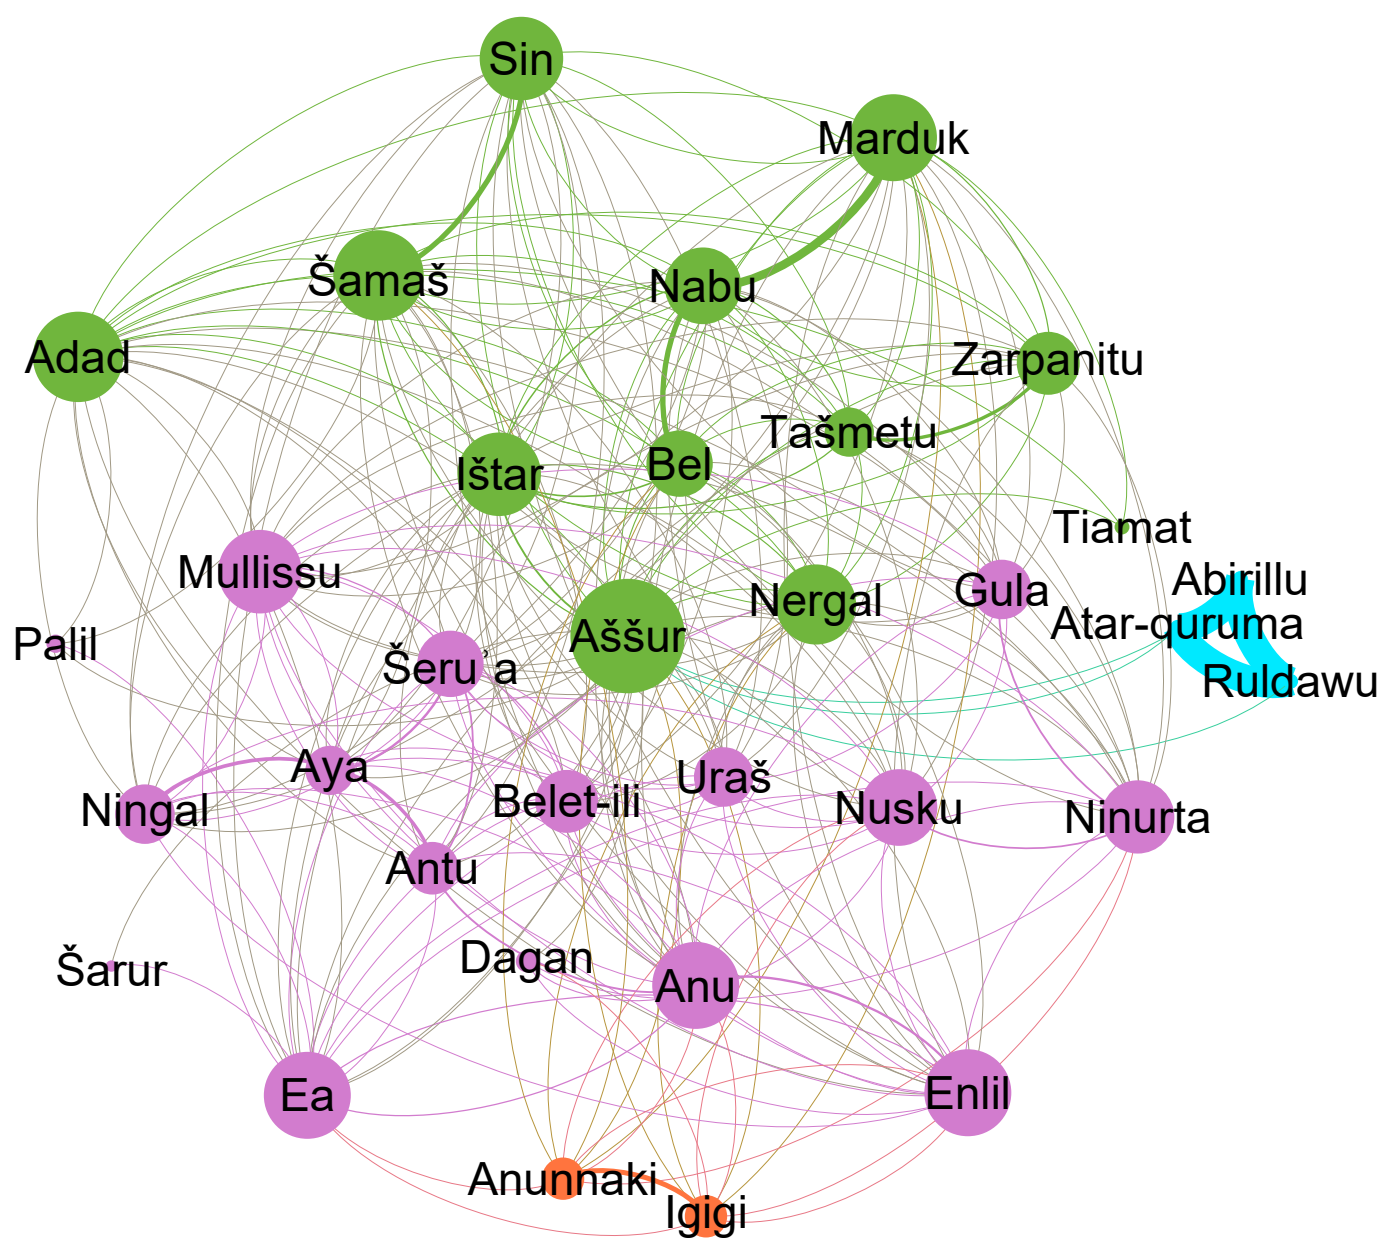 Sin
Marduk
Šamaš
Nabu
Adad
Zarpanitu
Tašmetu
Ištar
Bel
Tiamat
Mullissu
Abirillu
Gula
Nergal
Atar-quruma
Palil
Aššur
Šeruʾa
Ruldawu
Aya
Uraš
Belet-ili
Ningal
Nusku
Ninurta
Antu
Dagan
Šarur
Anu
Ea
Enlil
Anunnaki
Igigi